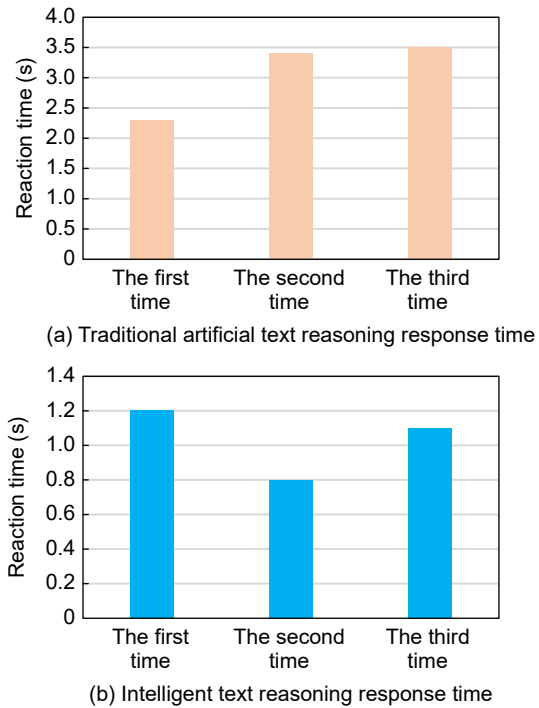 4.0
3.5
3.0
2.5
2.0
1.5
1.0
0.5
0
Reaction time (s)
The first time
The second time
The third time
(a) Traditional artificial text reasoning response time
1.4
1.2
1.0
0.8
0.6
0.4
0.2
0
Reaction time (s)
The first time
The second time
The third time
(b) Intelligent text reasoning response time